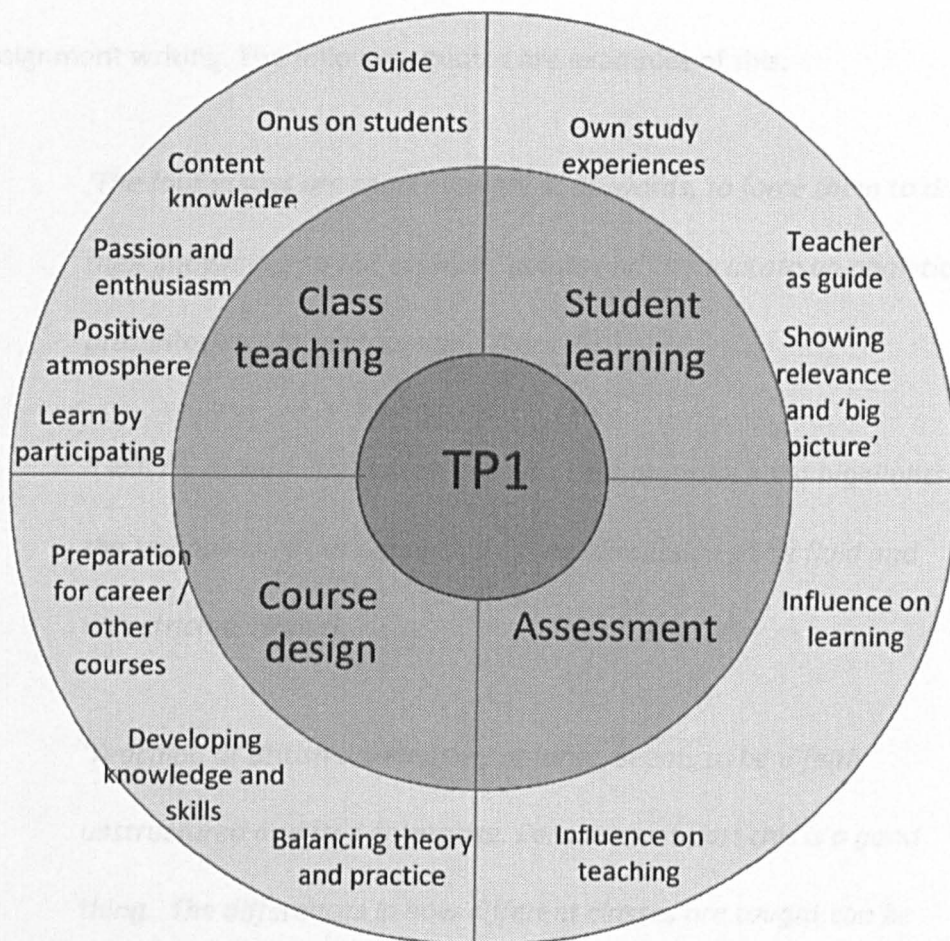 Guide
Onus on students
Content
knowledge
Passion and
enthusiasm
Positive
atmosphere
Learn by
participating
Class
teaching
Own study
experiences
Teacher
as guide
Showing
relevance
and ‘big
picture’
Student
learning
TP1
Preparation
for career /
other
courses
Developing
knowledge and
skills
Balancing theory
and practice
Course
design
Assessment
Influence on
learning
Influence on
teaching